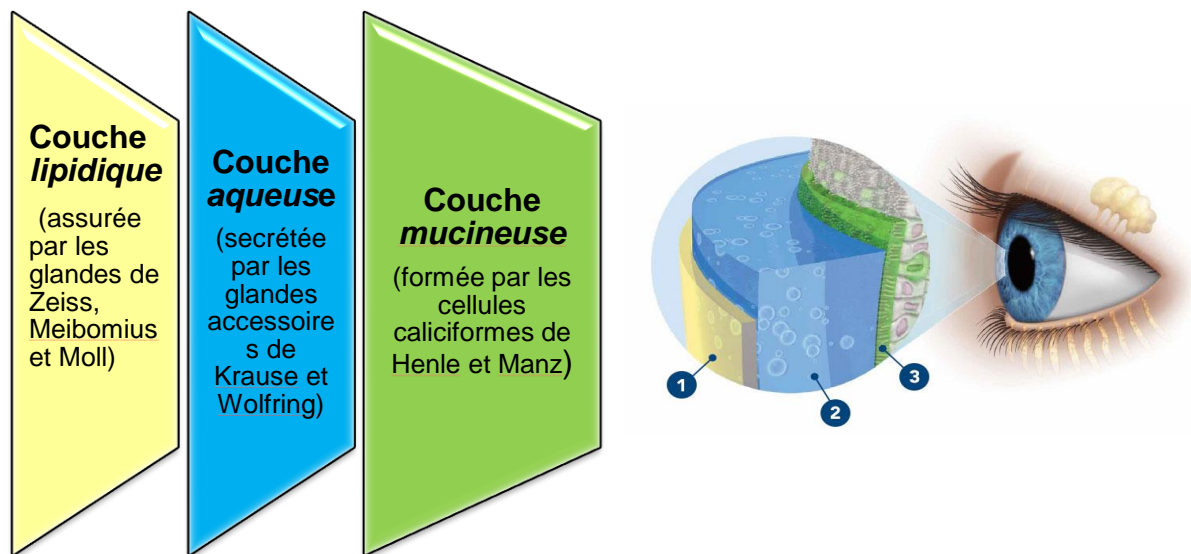 Couche
lipidique
(assurée
par les
glandes de
Zeiss,
Meibomius
et Moll)
Couche
aqueuse
(secrétée
par les
glandes
accessoire
s de
Krause et
Wolfring)
Couche
mucineuse
(formée par les
cellules
caliciformes de
Henle et Manz)
1
2
3